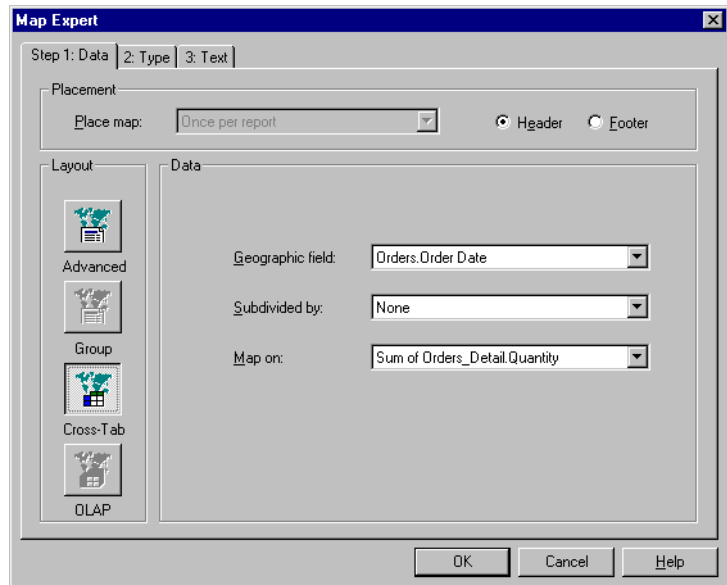 Map Expert
Step 1: Data 2: Type 3: Text
Placement
Place map: Once per report Header Footer
Layout Data
Advanced
Geographic field: Orders.Order Date
Subdivided by: None
Group
Map on: Sum of Orders_Detail.Quantity
Cross-Tab
OLAP
OK Cancel Help